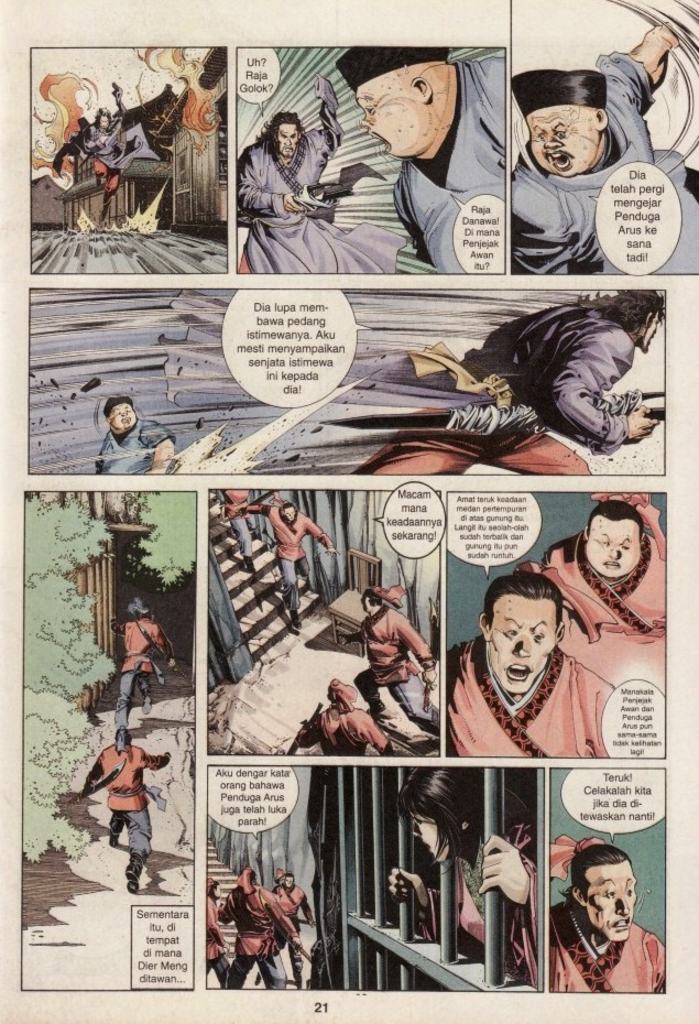 Uh?
Raja
Golok?
Raja
Danawa!
Di mana
Penjejak
Awan
itu?
Dia
telah pergi
mengejar
Penduga
Arus ke
sana
tadi!
Dia lupa mem-
bawa pedang
istimewanya. Aku
mesti menyampaikan
senjata istimewa
ini kepada
dia!
Sementara
itu, di
tempat
di mana
Dier Meng
ditawan...
Macam
mana
keadaannya
sekarang!
Amat teruk keadaan
medan pertempuran
di atas gunung itu.
Langit itu seolah-olah
sudah terbalik dan
gunung itu pun
sudah runtuh.
Manakala
Penjejak
Awan dan
Penduga
Arus pun
sama-sama
tidak kelihatan
lagi!
Aku dengar kata
orang bahawa
Penduga Arus
juga telah luka
parah!
Teruk!
Celakalah kita
jika dia di-
tewaskan nanti!
21